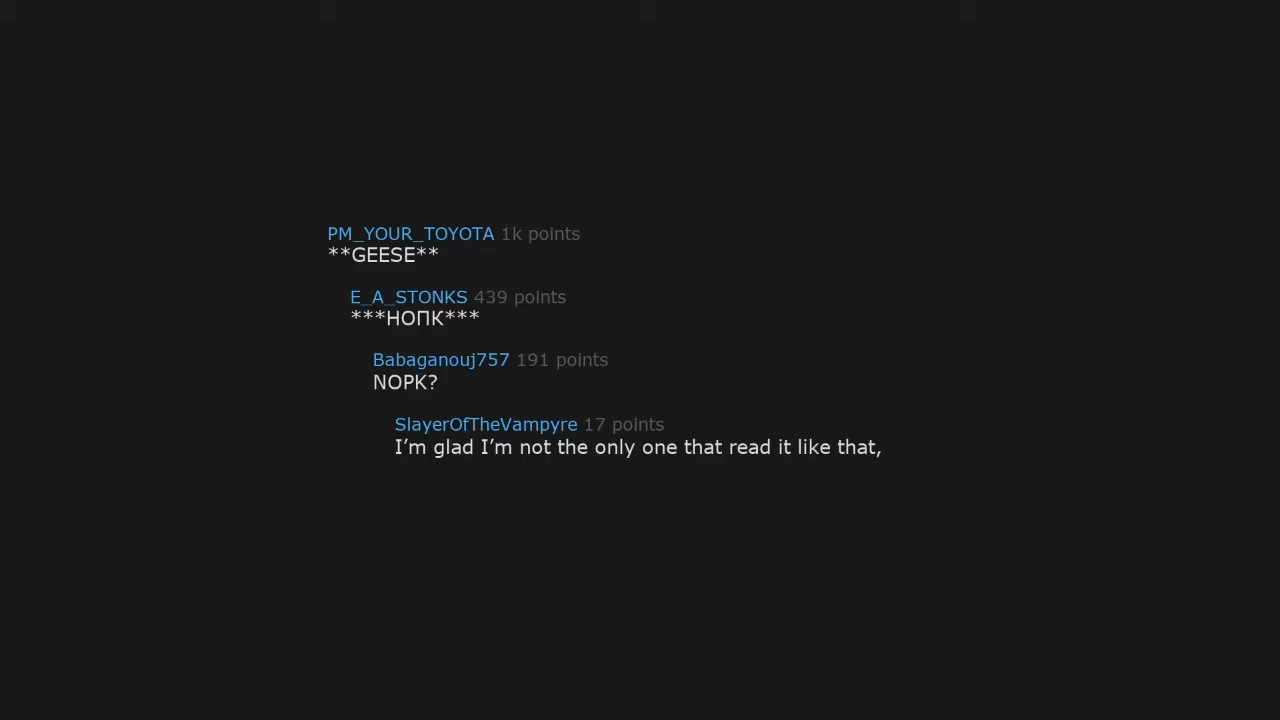 PM_YOUR_TOYOTA 1k points
**GEESE**
E_A_STONKS 439 points
***НОПК***
Babaganouj757 191 points
NOPK?
SlayerOfTheVampyre 17 points
I’m glad I’m not the only one that read it like that,